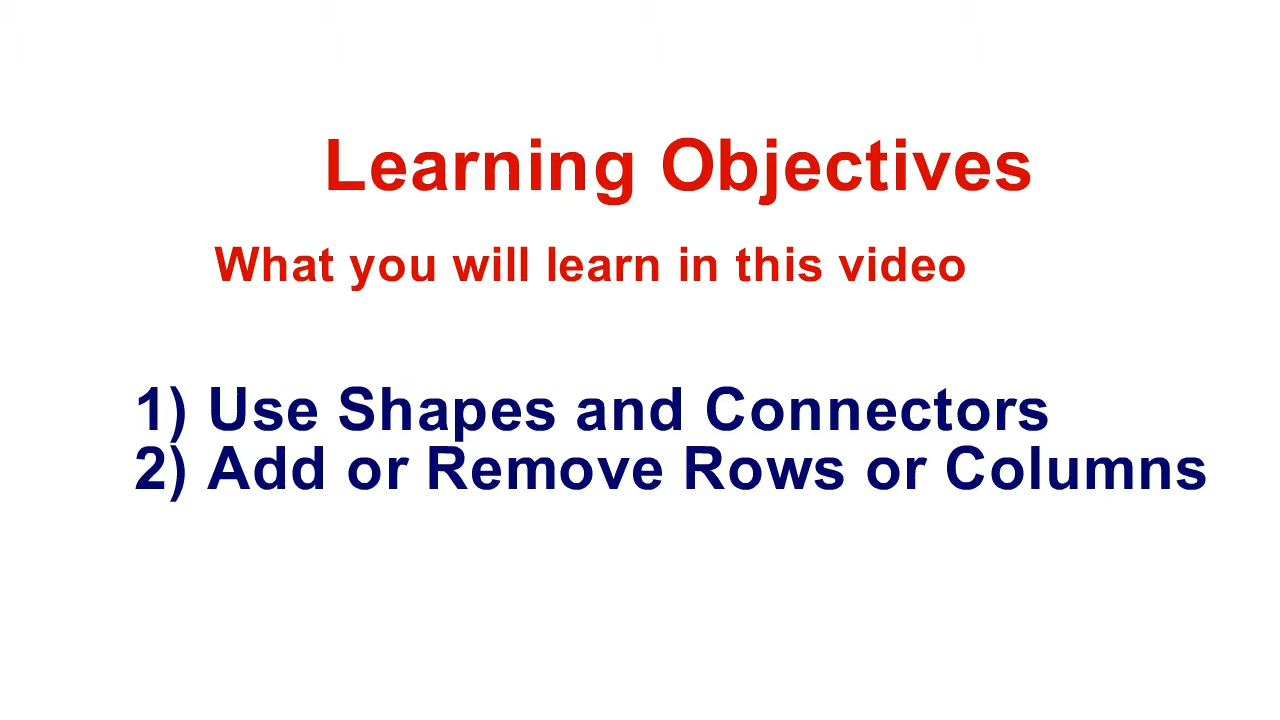 Learning Objectives
What you will learn in this video
1) Use Shapes and Connectors
2) Add or Remove Rows or Columns